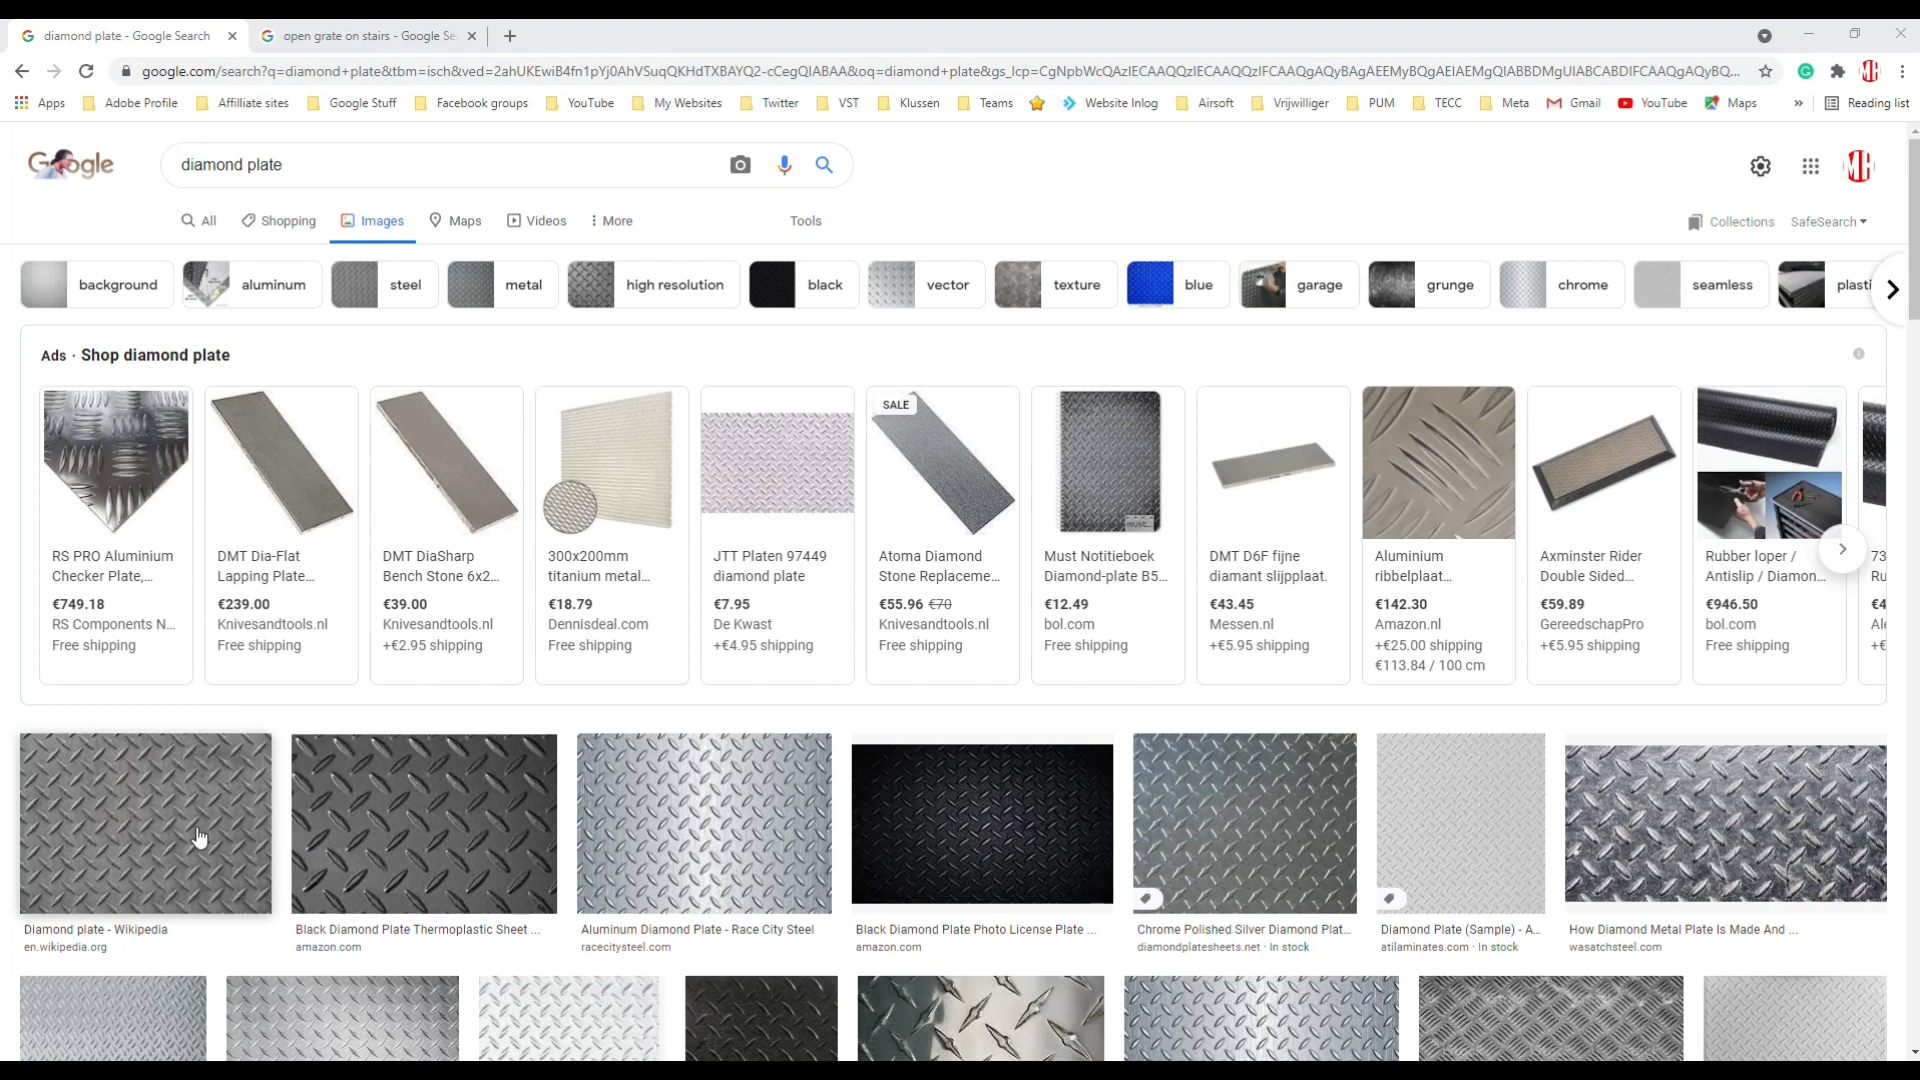 diamond plate - Google Search
open grate on stairs - Google Se
google.com/search?q=diamond+plate&tbm=isch&ved=2ahUKEwiB4fn1pYj0AhVSuqQKHdTXBAYQ2-cCegQIABAA&oq=diamond+plate&gs_lcp=CgNpbWcQAzIECAAQQzIECAAQQzIFCAAQgAQyBAgAEEMyBQgAEIAEMgQIABBDMgUIABCABDIFCAAQgAQyBQ...
Apps Adobe Profile Affilliate sites Google Stuff Facebook groups YouTube My Websites Twitter VST Klussen Teams Website Inlog Airsoft Vrijwilliger PUM TECC Meta Gmail YouTube Maps » Reading list
Google
diamond plate
MH
All Shopping Images Maps Videos More Tools Collections SafeSearch
background aluminum steel metal high resolution black vector texture blue garage grunge chrome seamless plasti
Ads · Shop diamond plate
SALE
must...
RS PRO Aluminium Checker Plate,...
€749.18
RS Components N...
Free shipping
DMT Dia-Flat Lapping Plate...
€239.00
Knivesandtools.nl
Free shipping
DMT DiaSharp Bench Stone 6x2...
€39.00
Knivesandtools.nl
+€2.95 shipping
300x200mm titanium metal...
€18.79
Dennisdeal.com
Free shipping
JTT Platen 97449 diamond plate
€7.95
De Kwast
+€4.95 shipping
Atoma Diamond Stone Replaceme...
€55.96 €70
Knivesandtools.nl
Free shipping
Must Notitieboek Diamond-plate B5...
€12.49
bol.com
Free shipping
DMT D6F fijne diamant slijpplaat.
€43.45
Messen.nl
+€5.95 shipping
Aluminium ribbelplaat...
€142.30
Amazon.nl
+€25.00 shipping
€113.84 / 100 cm
Axminster Rider Double Sided...
€59.89
GereedschapPro
+€5.95 shipping
Rubber loper / Antislip / Diamon...
€946.50
bol.com
Free shipping
73
Ru
€4
Ale
+€
Diamond plate - Wikipedia
en.wikipedia.org
Black Diamond Plate Thermoplastic Sheet ...
amazon.com
Aluminum Diamond Plate - Race City Steel
racecitysteel.com
Black Diamond Plate Photo License Plate ...
amazon.com
Chrome Polished Silver Diamond Plat...
diamondplatesheets.net · In stock
Diamond Plate (Sample) - A...
atilaminates.com · In stock
How Diamond Metal Plate Is Made And ...
wasatchsteel.com